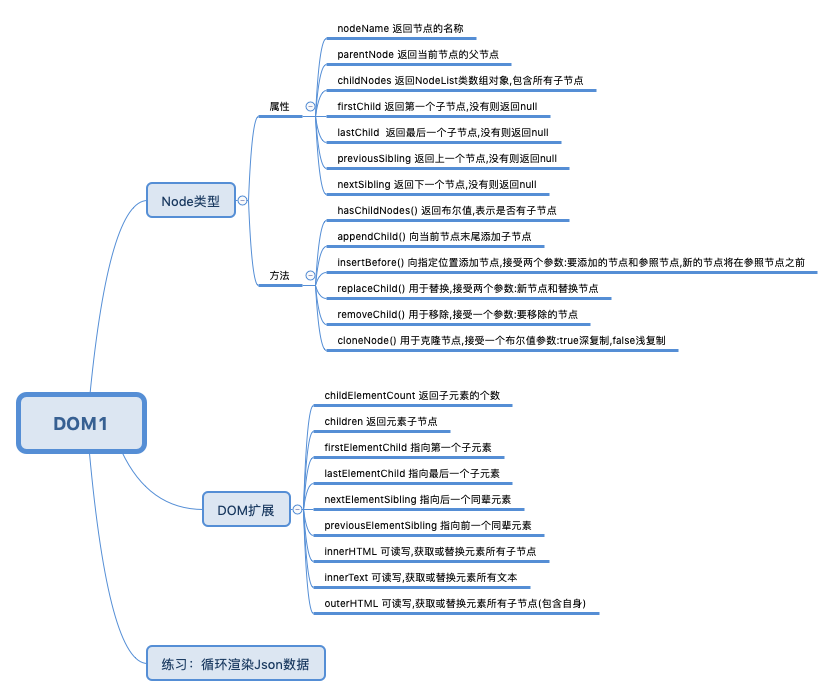 DOM1
Node类型
属性
nodeName 返回节点的名称
parentNode 返回当前节点的父节点
childNodes 返回NodeList类数组对象,包含所有子节点
firstChild 返回第一个子节点,没有则返回null
lastChild  返回最后一个子节点,没有则返回null
previousSibling 返回上一个节点,没有则返回null
nextSibling 返回下一个节点,没有则返回null
方法
hasChildNodes() 返回布尔值,表示是否有子节点
appendChild() 向当前节点末尾添加子节点
insertBefore() 向指定位置添加节点,接受两个参数:要添加的节点和参照节点,新的节点将在参照节点之前
replaceChild() 用于替换,接受两个参数:新节点和替换节点
removeChild() 用于移除,接受一个参数:要移除的节点
cloneNode() 用于克隆节点,接受一个布尔值参数:true深复制,false浅复制
DOM扩展
childElementCount 返回子元素的个数
children 返回元素子节点
firstElementChild 指向第一个子元素
lastElementChild 指向最后一个子元素
nextElementSibling 指向后一个同辈元素
previousElementSibling 指向前一个同辈元素
innerHTML 可读写,获取或替换元素所有子节点
innerText 可读写,获取或替换元素所有文本
outerHTML 可读写,获取或替换元素所有子节点(包含自身)
练习：循环渲染Json数据